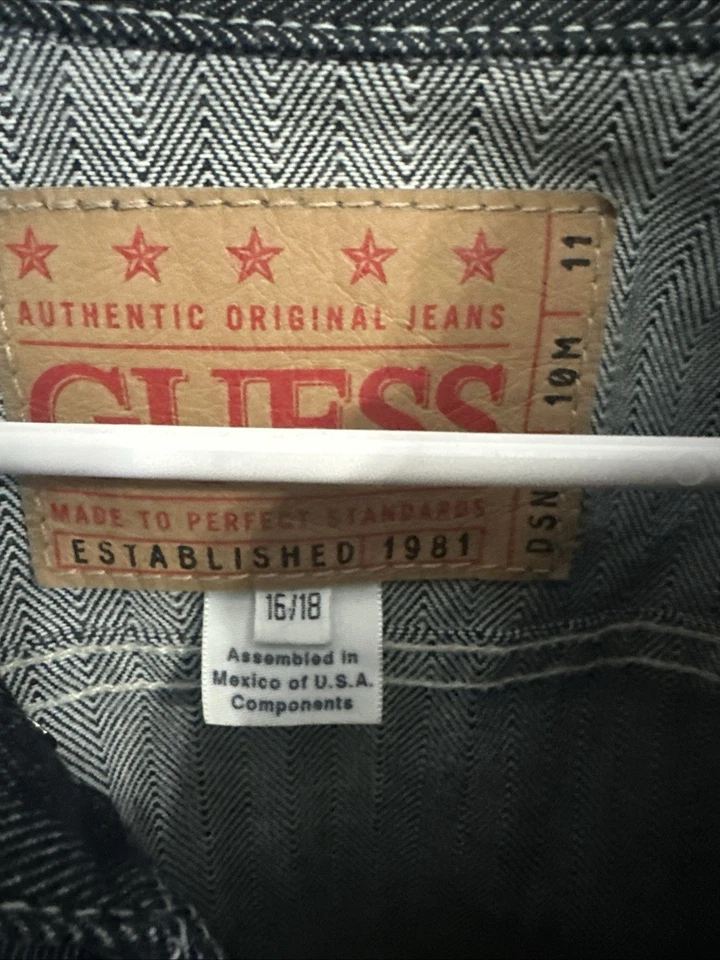 AUTHENTIC ORIGINAL JEANS
GUESS
MADE TO PERFECT STANDARDS
ESTABLISHED 1981
DSN
10M
11
16/18
Assembled in
Mexico of U.S.A.
Components